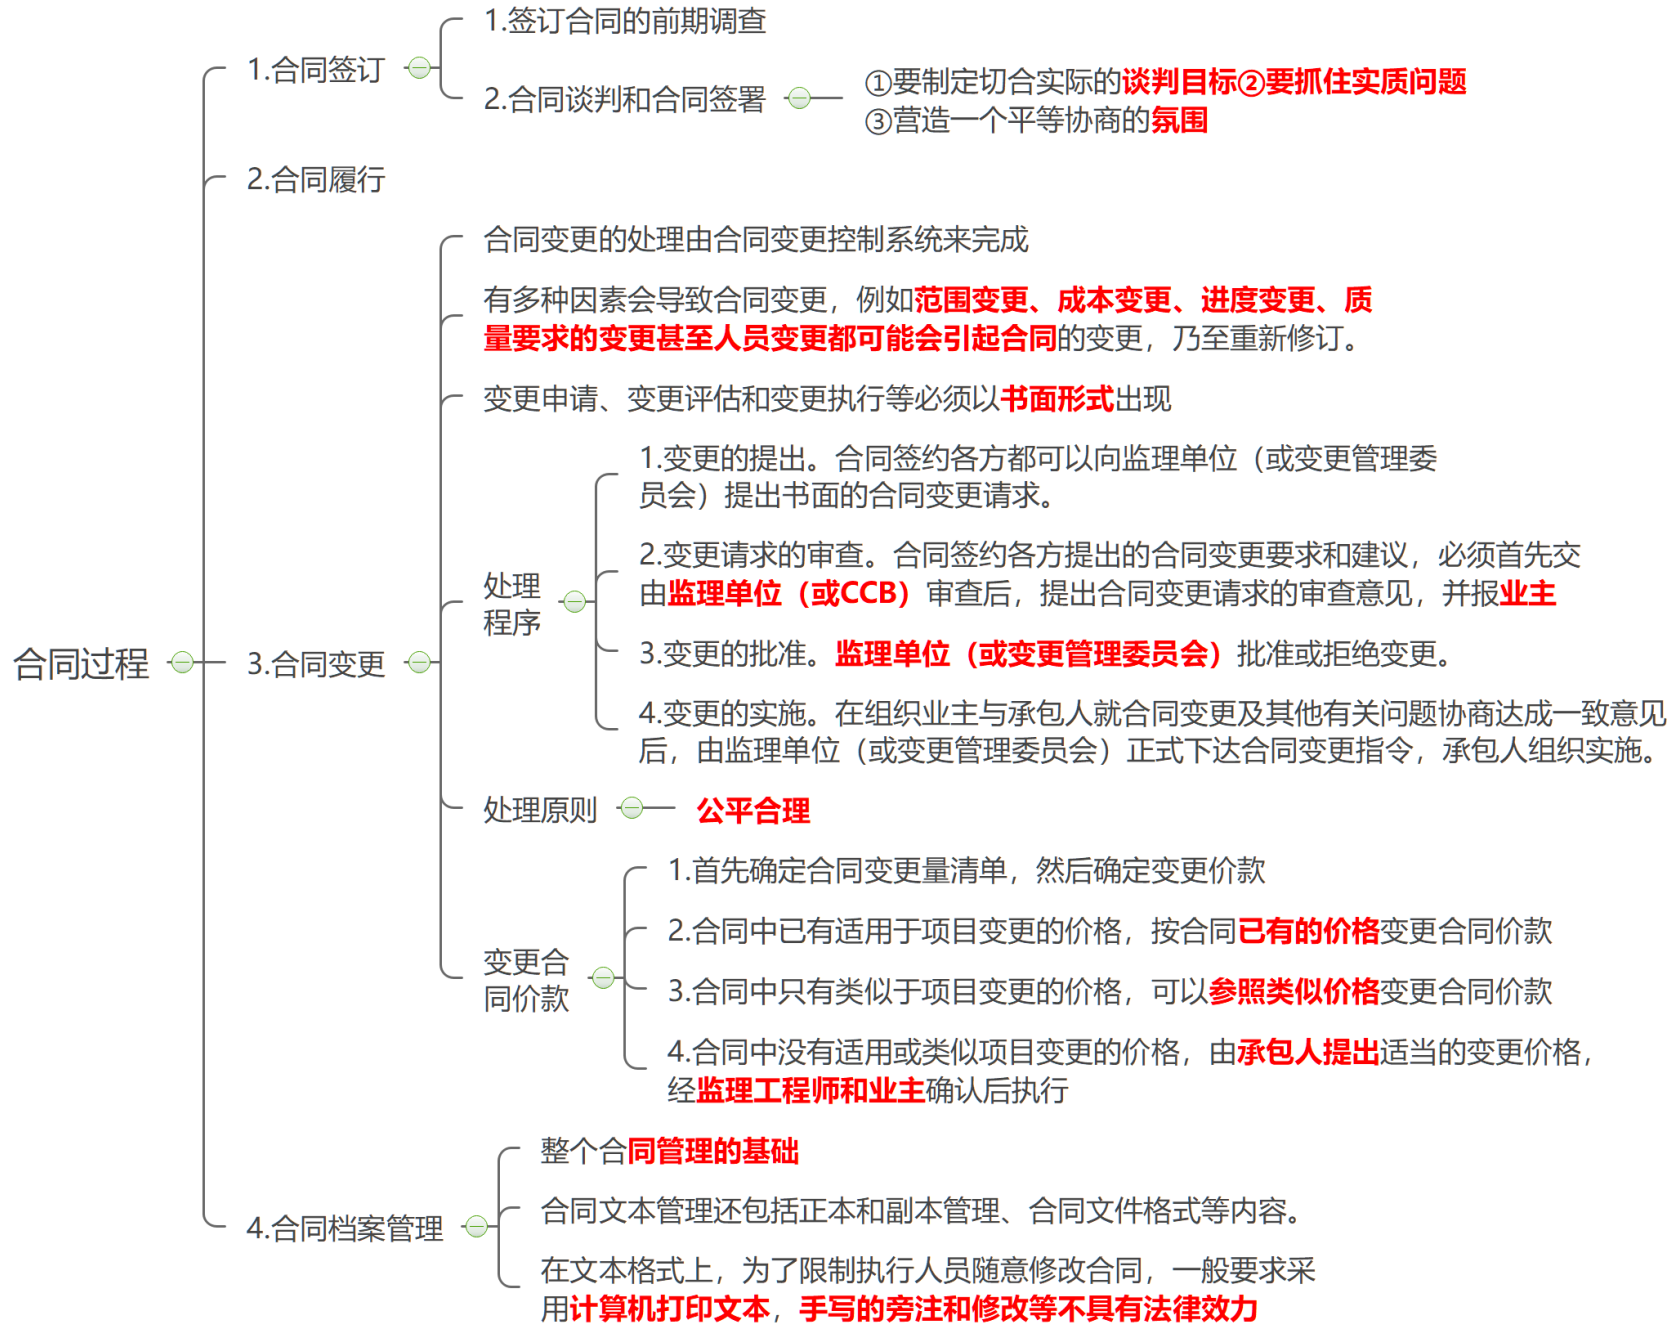 合同过程
1.合同签订
1.签订合同的前期调查
2.合同谈判和合同签署
①要制定切合实际的谈判目标②要抓住实质问题
③营造一个平等协商的氛围
2.合同履行
3.合同变更
合同变更的处理由合同变更控制系统来完成
有多种因素会导致合同变更，例如范围变更、成本变更、进度变更、质
量要求的变更甚至人员变更都可能会引起合同的变更，乃至重新修订。
变更申请、变更评估和变更执行等必须以书面形式出现
处理
程序
1.变更的提出。合同签约各方都可以向监理单位（或变更管理委
员会）提出书面的合同变更请求。
2.变更请求的审查。合同签约各方提出的合同变更要求和建议，必须首先交
由监理单位（或CCB）审查后，提出合同变更请求的审查意见，并报业主
3.变更的批准。监理单位（或变更管理委员会）批准或拒绝变更。
4.变更的实施。在组织业主与承包人就合同变更及其他有关问题协商达成一致意见
后，由监理单位（或变更管理委员会）正式下达合同变更指令，承包人组织实施。
处理原则
公平合理
变更合
同价款
1.首先确定合同变更量清单，然后确定变更价款
2.合同中已有适用于项目变更的价格，按合同已有的价格变更合同价款
3.合同中只有类似于项目变更的价格，可以参照类似价格变更合同价款
4.合同中没有适用或类似项目变更的价格，由承包人提出适当的变更价格，
经监理工程师和业主确认后执行
4.合同档案管理
整个合同管理的基础
合同文本管理还包括正本和副本管理、合同文件格式等内容。
在文本格式上，为了限制执行人员随意修改合同，一般要求采
用计算机打印文本，手写的旁注和修改等不具有法律效力